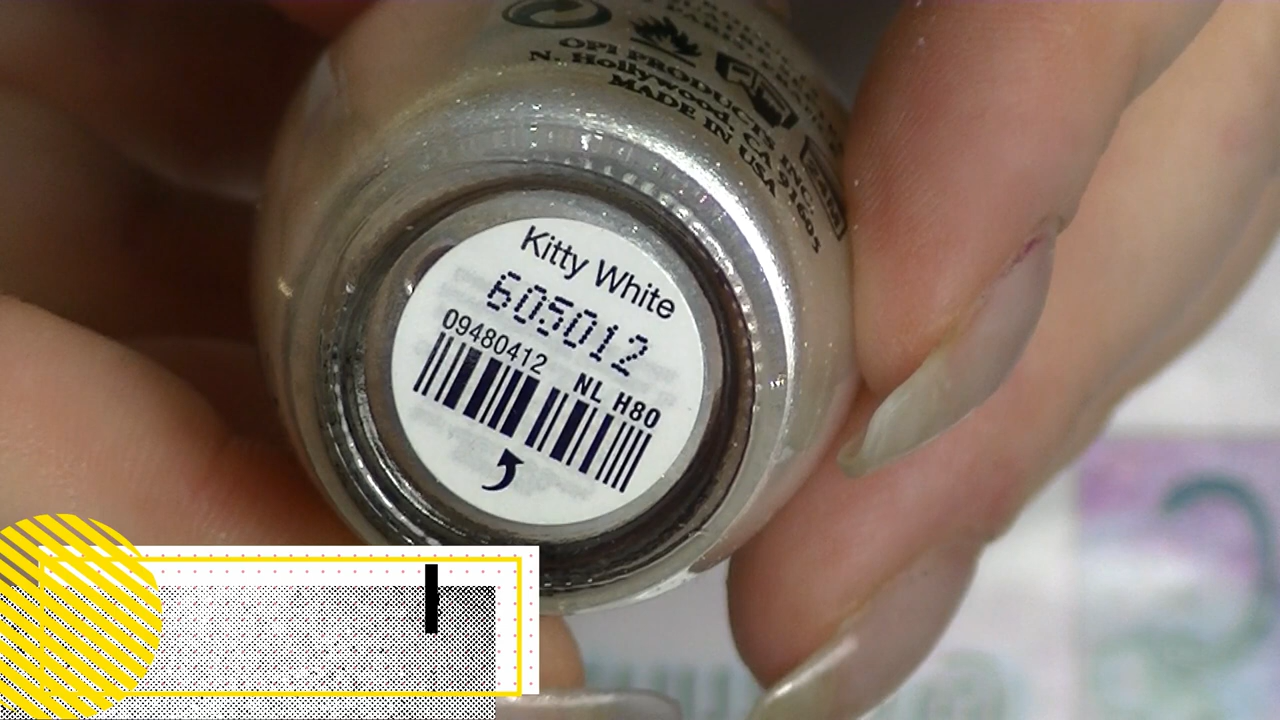 OPI PRODUCTS INC.
N. Hollywood, CA 91605
MADE IN USA
Kitty White
605012
09480412
NL H80